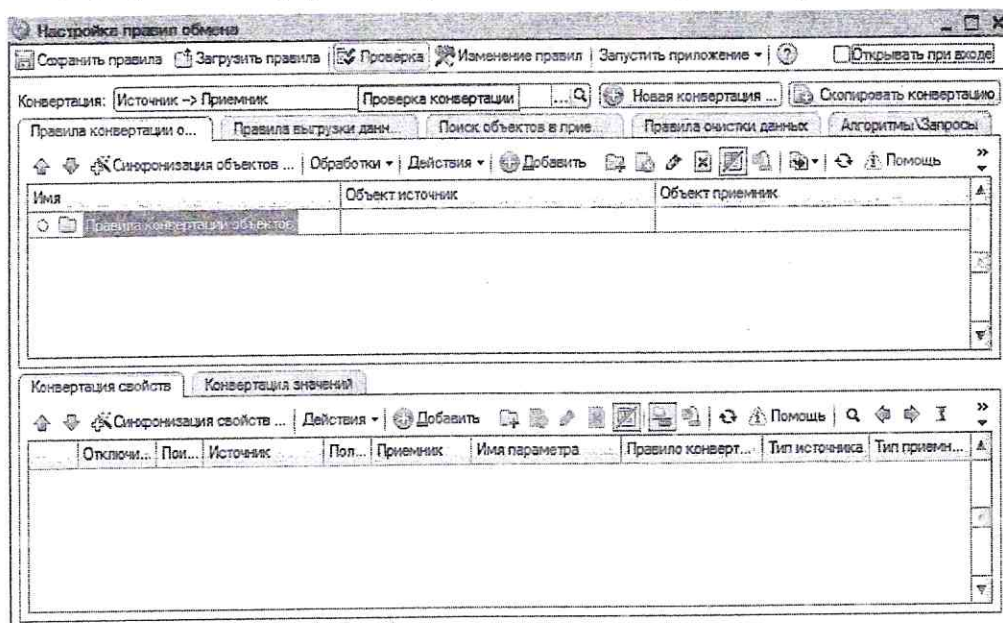 Настройка правил обмена
Сохранить правила Загрузить правила Проверка Изменение правил Запустить приложение Открывать при входе
Конвертация: Источник --> Приемник Проверка конвертации ... Новая конвертация ... Скопировать конвертацию
Правила конвертации о... Правила выгрузки данн... Поиск объектов в прие... Правила очистки данных Алгоритмы\Запросы
Синхронизация объектов ... Обработки Действия Добавить Помощь
Имя Объект источник Объект приемник
Правила конвертации объектов
Конвертация свойств Конвертация значений
Синхронизация свойств ... Действия Добавить Помощь
Отключи... Пои... Источник Пол... Приемник Имя параметра Правило конверт... Тип источника Тип приемн...